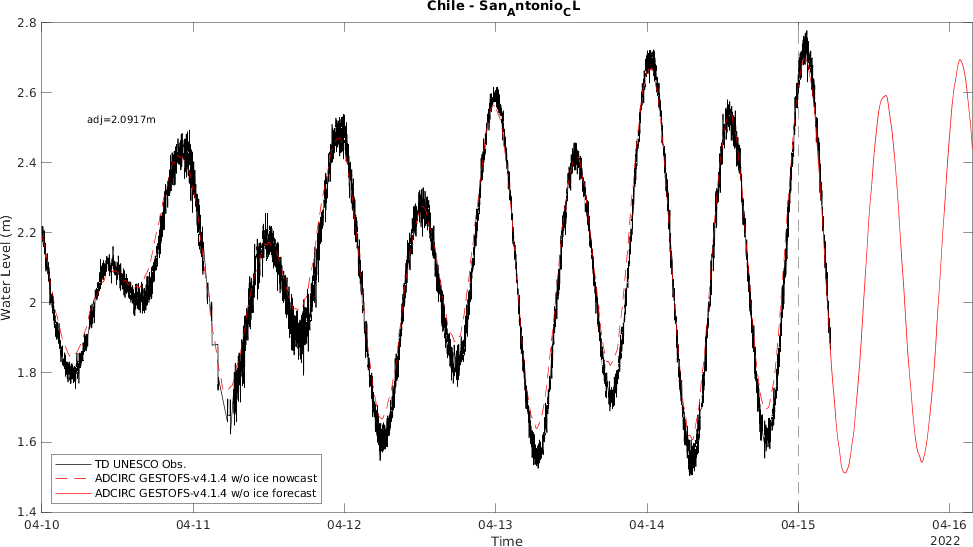 Chile - SanAntonioCL
2.8
2.6
2.4
2.2
2
1.8
1.6
1.4
Water Level (m)
adj=2.0917m
TD UNESCO Obs.
ADCIRC GESTOFS-v4.1.4 w/o ice nowcast
ADCIRC GESTOFS-v4.1.4 w/o ice forecast
04-10 04-11 04-12 04-13 04-14 04-15 04-16
Time
2022